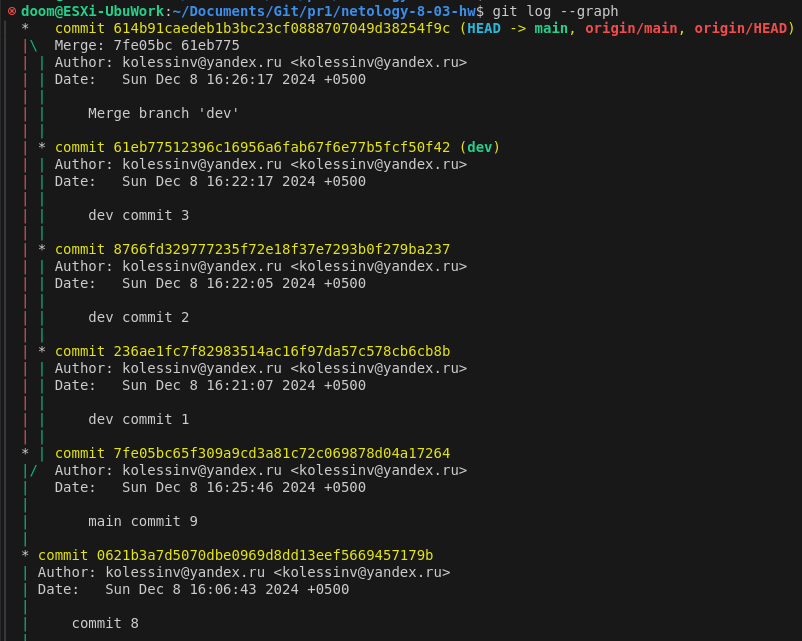 doom@ESXi-UbuWork:~/Documents/Git/pr1/netology-8-03-hw$ git log --graph
*   commit 614b91caedeb1b3bc23cf0888707049d38254f9c (HEAD -> main, origin/main, origin/HEAD)
|\  Merge: 7fe05bc 61eb775
| | Author: kolessinv@yandex.ru <kolessinv@yandex.ru>
| | Date:   Sun Dec 8 16:26:17 2024 +0500
| |
| |     Merge branch 'dev'
| |
| * commit 61eb77512396c16956a6fab67f6e77b5fcf50f42 (dev)
| | Author: kolessinv@yandex.ru <kolessinv@yandex.ru>
| | Date:   Sun Dec 8 16:22:17 2024 +0500
| |
| |     dev commit 3
| |
| * commit 8766fd329777235f72e18f37e7293b0f279ba237
| | Author: kolessinv@yandex.ru <kolessinv@yandex.ru>
| | Date:   Sun Dec 8 16:22:05 2024 +0500
| |
| |     dev commit 2
| |
| * commit 236ae1fc7f82983514ac16f97da57c578cb6cb8b
| | Author: kolessinv@yandex.ru <kolessinv@yandex.ru>
| | Date:   Sun Dec 8 16:21:07 2024 +0500
| |
| |     dev commit 1
| |
* | commit 7fe05bc65f309a9cd3a81c72c069878d04a17264
|/  Author: kolessinv@yandex.ru <kolessinv@yandex.ru>
|   Date:   Sun Dec 8 16:25:46 2024 +0500
|
|       main commit 9
|
* commit 0621b3a7d5070dbe0969d8dd13eef5669457179b
| Author: kolessinv@yandex.ru <kolessinv@yandex.ru>
| Date:   Sun Dec 8 16:06:43 2024 +0500
|
|     commit 8
|